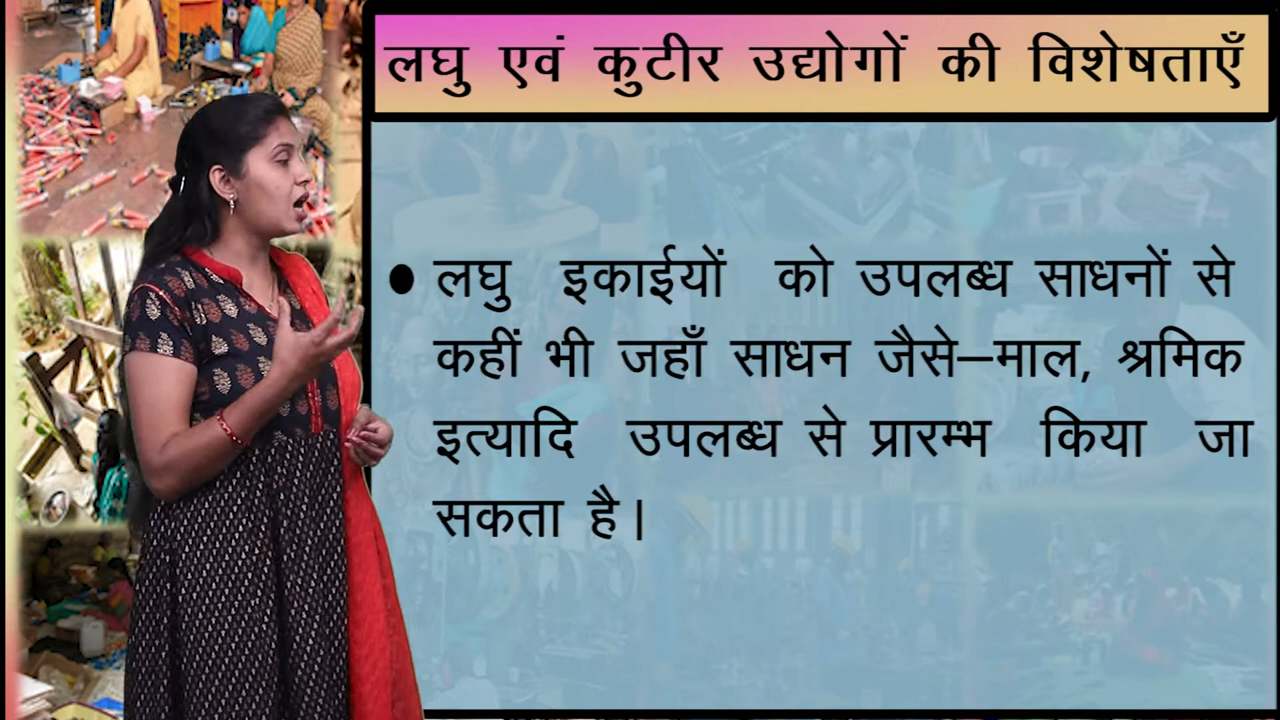 लघु एवं कुटीर उद्योगों की विशेषताएँ
• लघु इकाईयों को उपलब्ध साधनों से
कहीं भी जहाँ साधन जैसे–माल, श्रमिक
इत्यादि उपलब्ध से प्रारम्भ किया जा
सकता है।